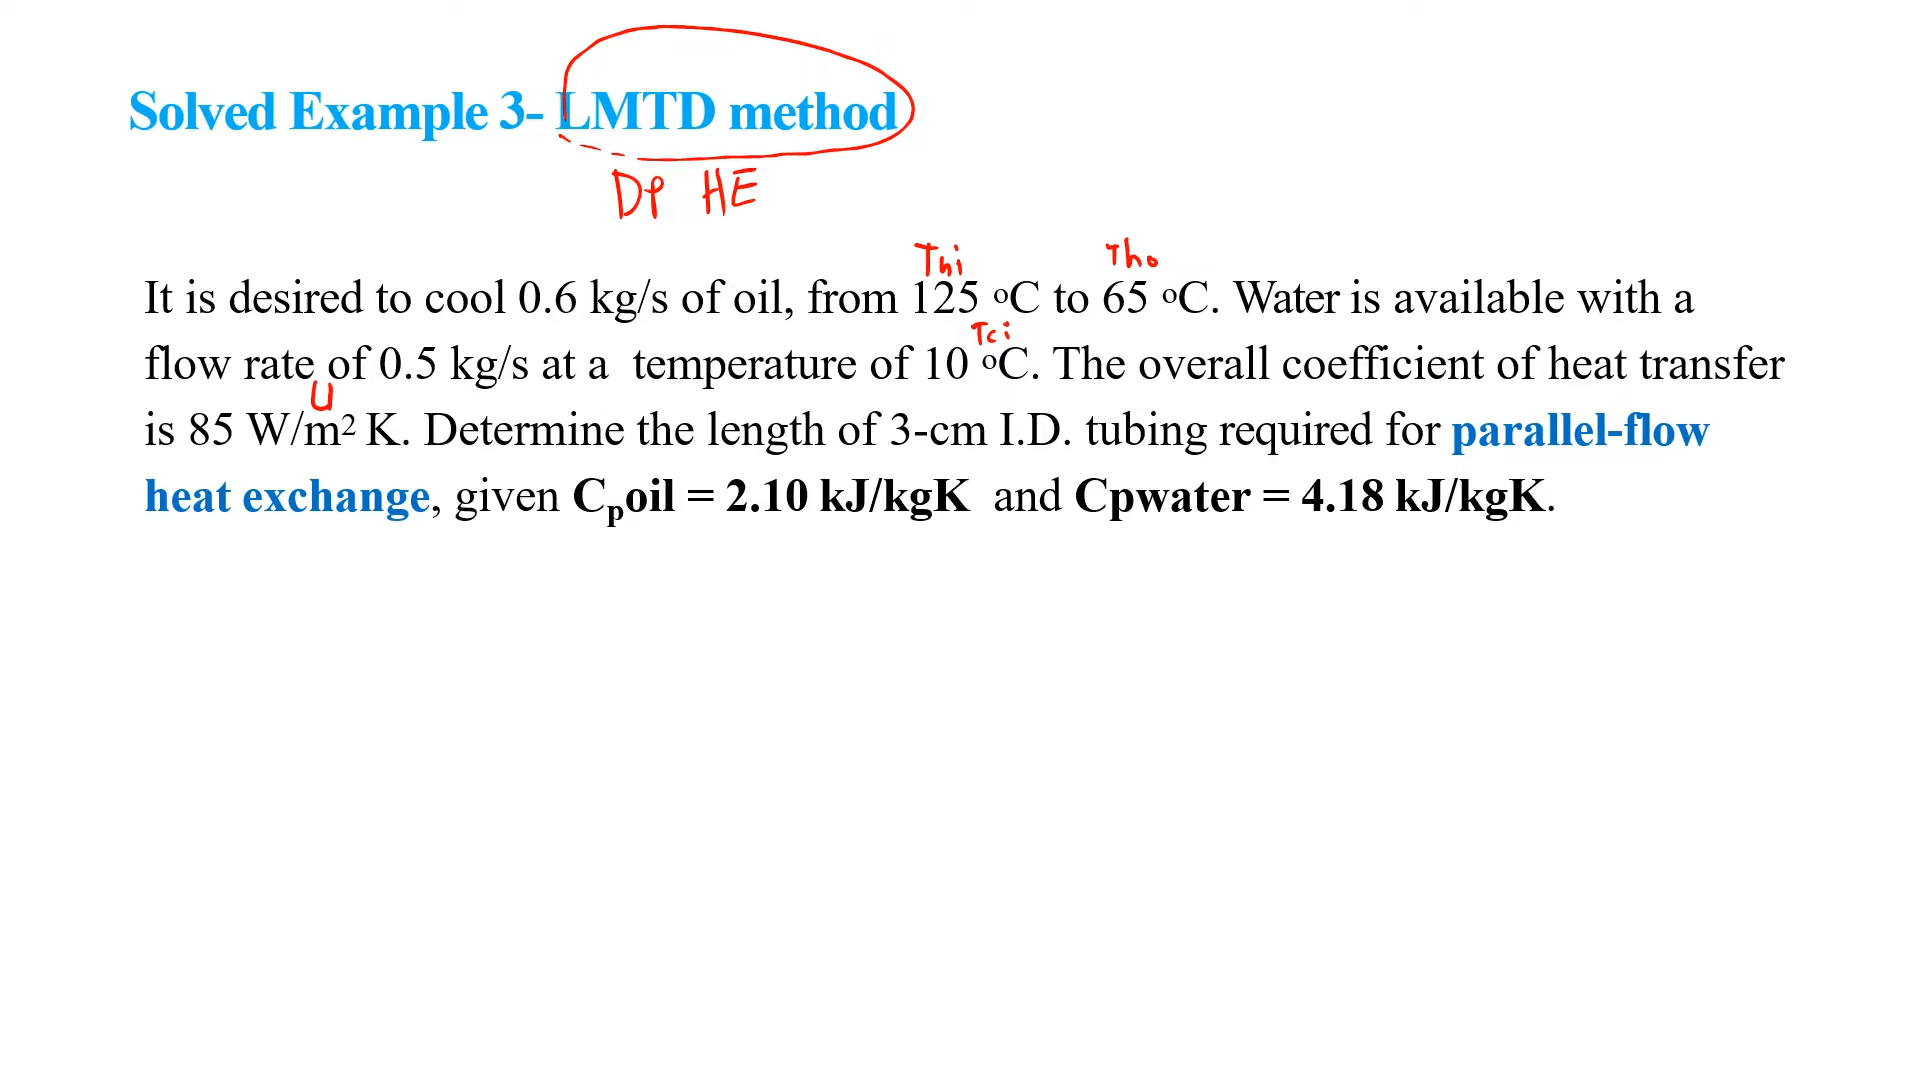 Solved Example 3- LMTD method
DP HE
Thi Tho
It is desired to cool 0.6 kg/s of oil, from 125 ºC to 65 ºC. Water is available with a
Tci
flow rate of 0.5 kg/s at a temperature of 10 ºC. The overall coefficient of heat transfer
U
is 85 W/m² K. Determine the length of 3-cm I.D. tubing required for parallel-flow
heat exchange, given Cₚoil = 2.10 kJ/kgK and Cpwater = 4.18 kJ/kgK.